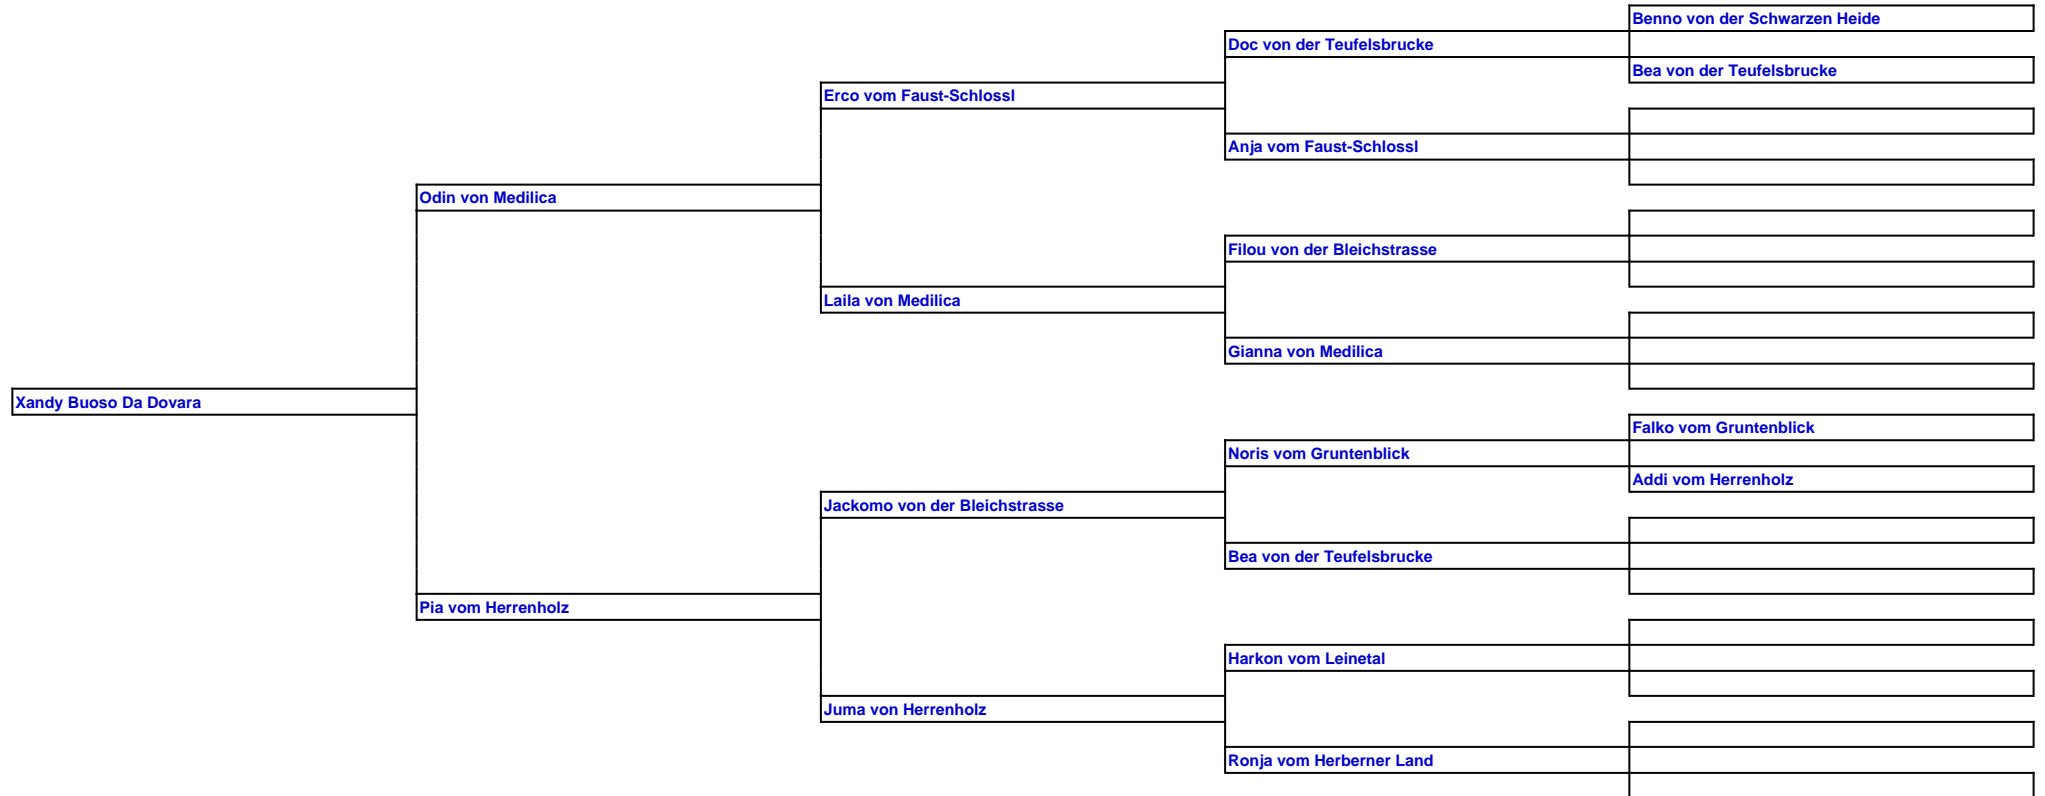 Benno von der Schwarzen Heide
Doc von der Teufelsbrucke
Bea von der Teufelsbrucke
Erco vom Faust-Schlossl
Anja vom Faust-Schlossl
Odin von Medilica
Filou von der Bleichstrasse
Laila von Medilica
Gianna von Medilica
Xandy Buoso Da Dovara
Falko vom Gruntenblick
Noris vom Gruntenblick
Addi vom Herrenholz
Jackomo von der Bleichstrasse
Bea von der Teufelsbrucke
Pia vom Herrenholz
Harkon vom Leinetal
Juma von Herrenholz
Ronja vom Herberner Land